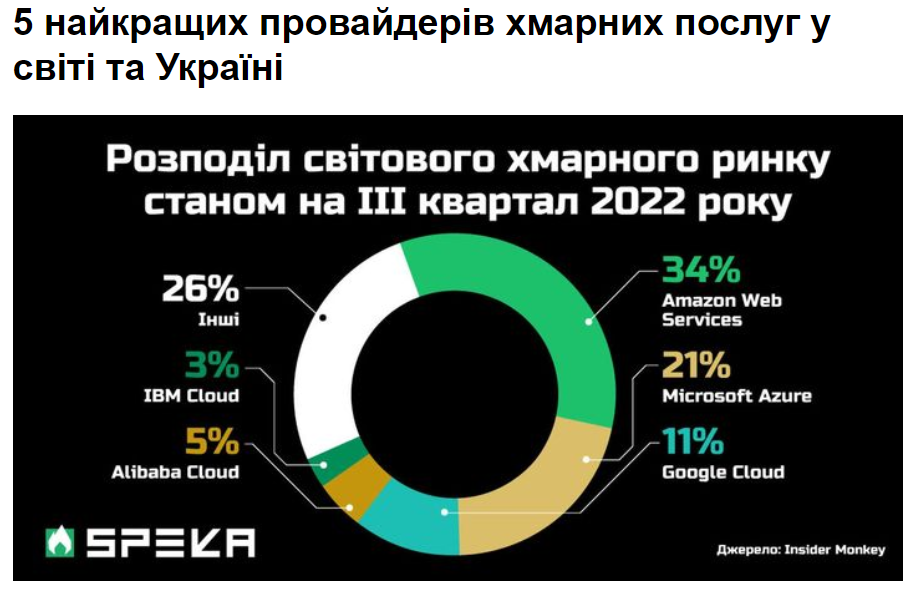 5 найкращих провайдерів хмарних послуг у
світі та Україні
Розподіл світового хмарного ринку
станом на III квартал 2022 року
26%
Інші
3%
IBM Cloud
5%
Alibaba Cloud
34%
Amazon Web
Services
21%
Microsoft Azure
11%
Google Cloud
SPEKA
Джерело: Insider Monkey